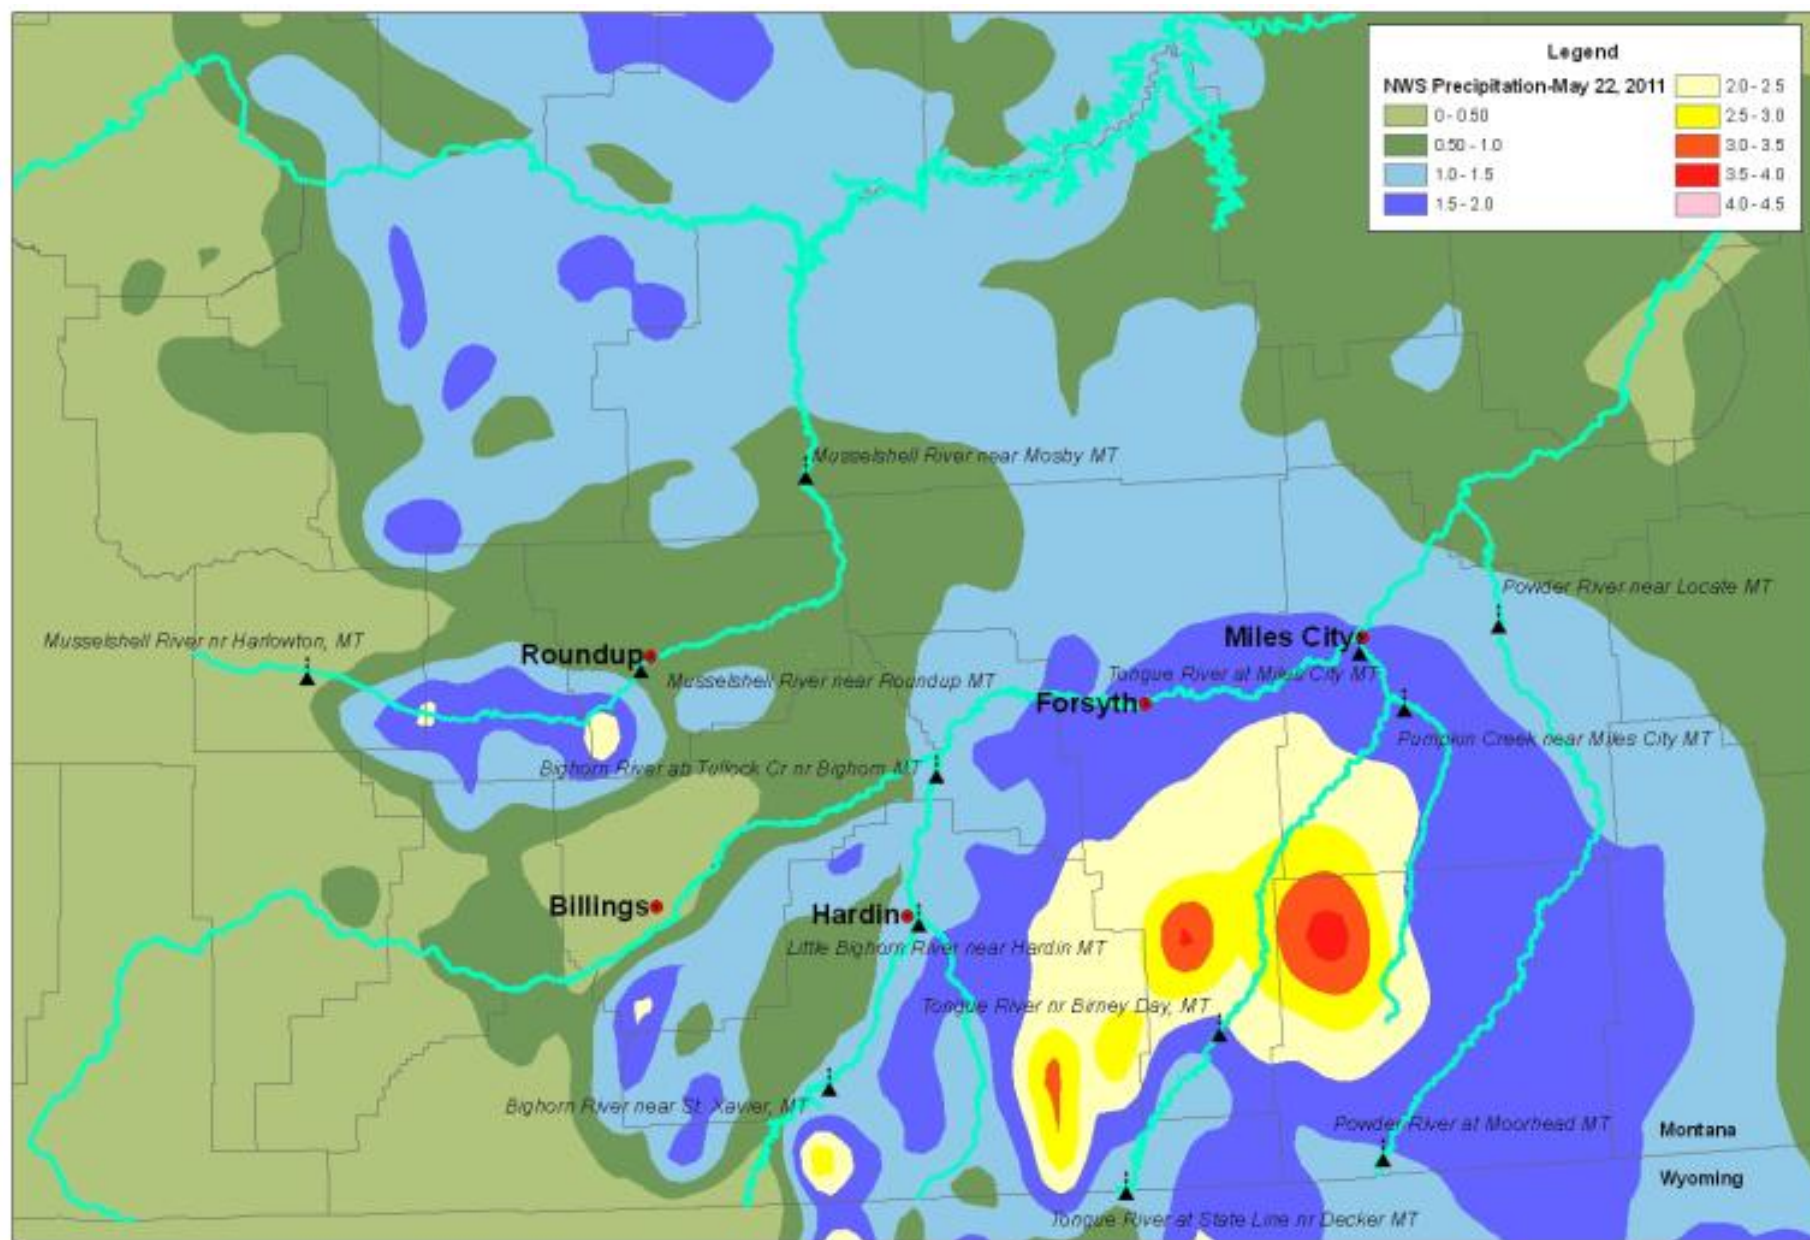 Legend
NWS Precipitation-May 22, 2011
0 - 0.50
0.50 - 1.0
1.0 - 1.5
1.5 - 2.0
2.0 - 2.5
2.5 - 3.0
3.0 - 3.5
3.5 - 4.0
4.0 - 4.5
Musselshell River near Mosby MT
Powder River near Locate MT
Musselshell River nr Harlowton, MT
Roundup
Miles City
Musselshell River near Roundup MT
Tongue River at Miles City MT
Forsyth
Pumpkin Creek near Miles City MT
Bighorn River ab Tullock Cr nr Bighorn MT
Billings
Hardin
Little Bighorn River near Hardin MT
Tongue River nr Birney Day, MT
Bighorn River near St. Xavier, MT
Powder River at Moorhead MT
Montana
Wyoming
Tongue River at State Line nr Decker MT